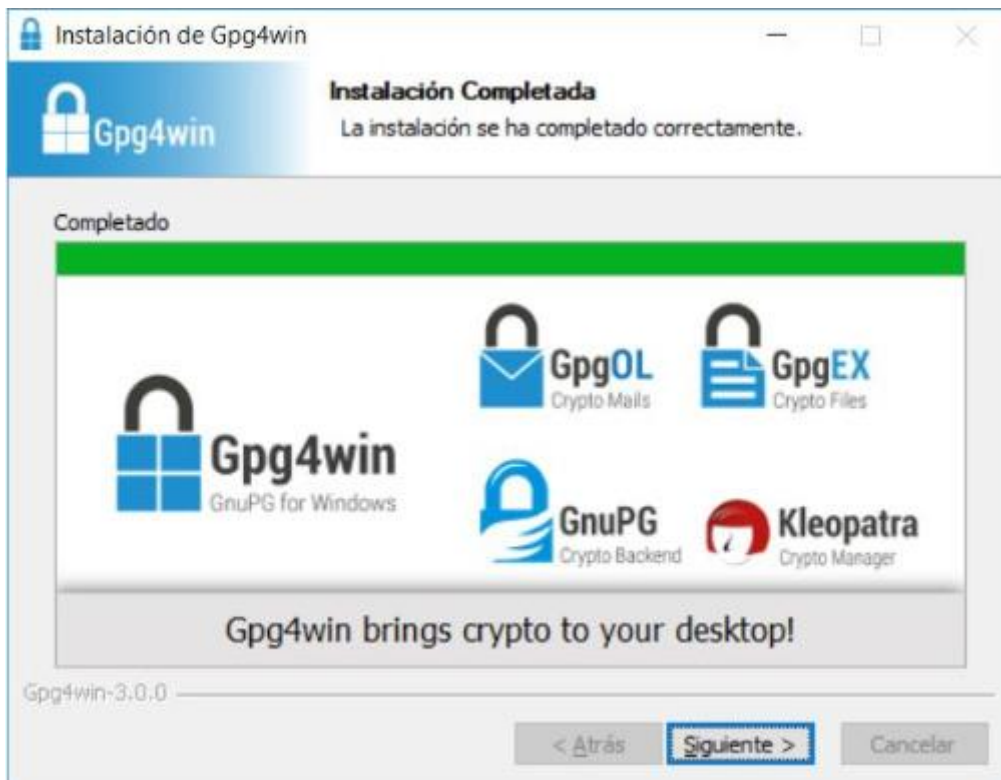 Instalación de Gpg4win
Gpg4win
Instalación Completada
La instalación se ha completado correctamente.
Completado
Gpg4win
GnuPG for Windows
GpgOL
Crypto Mails
GpgEX
Crypto Files
GnuPG
Crypto Backend
Kleopatra
Crypto Manager
Gpg4win brings crypto to your desktop!
Gpg4win-3.0.0
< Atrás
Siguiente >
Cancelar